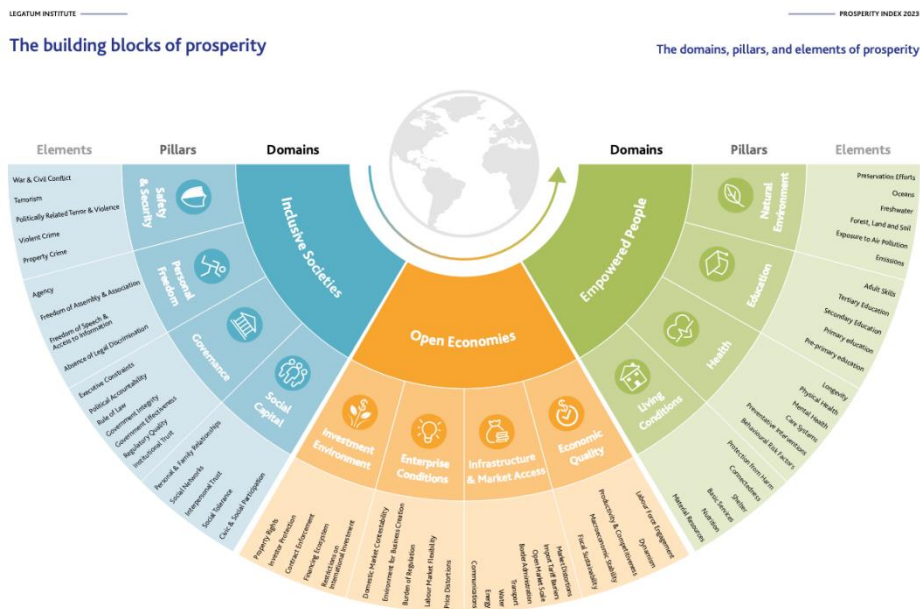 LEGATUM INSTITUTE
PROSPERITY INDEX 2023
The building blocks of prosperity
The domains, pillars, and elements of prosperity
Elements
Pillars
Domains
Domains
Pillars
Elements
Inclusive Societies
Safety
& Security
War & Civil Conflict
Terrorism
Politically Related Terror & Violence
Violent Crime
Property Crime
Personal
Freedom
Agency
Freedom of Assembly & Association
Freedom of Speech &
Access to Information
Absence of Legal Discrimination
Governance
Executive Constraints
Political Accountability
Rule of Law
Government Integrity
Government Effectiveness
Regulatory Quality
Institutional Trust
Social
Capital
Personal & Family Relationships
Social Networks
Interpersonal Trust
Social Tolerance
Civic & Social Participation
Open Economies
Investment
Environment
Property Rights
Investor Protection
Contract Enforcement
Financing Ecosystem
Restrictions on
International Investment
Enterprise
Conditions
Domestic Market Contestability
Environment for Business Creation
Burden of Regulation
Labour Market Flexibility
Price Distortions
Infrastructure
& Market Access
Communications
Energy
Water
Transport
Border Administration
Open Market Scale
Import Tariff Barriers
Market Distortions
Economic
Quality
Fiscal Sustainability
Macroeconomic Stability
Productivity & Competitiveness
Dynamism
Labour Force Engagement
Empowered People
Living
Conditions
Material Resources
Nutrition
Basic Services
Shelter
Connectedness
Protection from Harm
Health
Behavioural Risk Factors
Preventative Interventions
Care Systems
Mental Health
Physical Health
Longevity
Education
Pre-primary education
Primary education
Secondary Education
Tertiary Education
Adult Skills
Natural
Environment
Emissions
Exposure to Air Pollution
Forest, Land and Soil
Freshwater
Oceans
Preservation Efforts